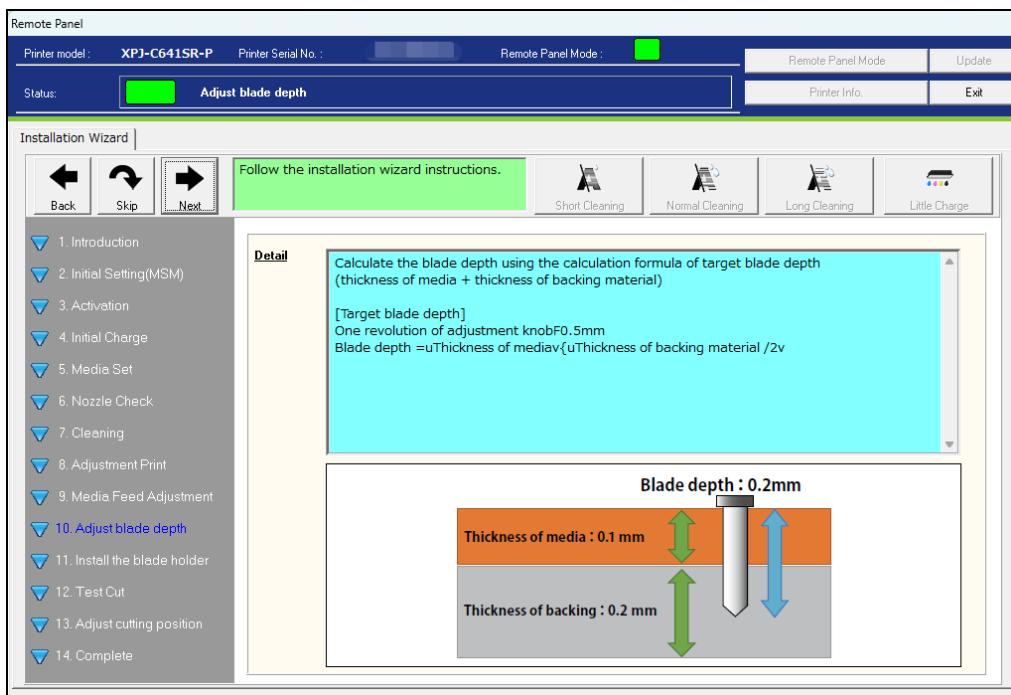 Remote Panel
Printer model : XPJ-C641SR-P Printer Serial No. : Remote Panel Mode :
Remote Panel Mode Update
Status: Adjust blade depth
Printer Info. Exit
Installation Wizard
Back Skip Next
Follow the installation wizard instructions.
Short Cleaning Normal Cleaning Long Cleaning Little Charge
1. Introduction
2. Initial Setting(MSM)
3. Activation
4. Initial Charge
5. Media Set
6. Nozzle Check
7. Cleaning
8. Adjustment Print
9. Media Feed Adjustment
10. Adjust blade depth
11. Install the blade holder
12. Test Cut
13. Adjust cutting position
14. Complete
Detail
Calculate the blade depth using the calculation formula of target blade depth
(thickness of media + thickness of backing material)
[Target blade depth]
One revolution of adjustment knobF0.5mm
Blade depth =uThickness of mediav{uThickness of backing material /2v
Blade depth : 0.2mm
Thickness of media : 0.1 mm
Thickness of backing : 0.2 mm